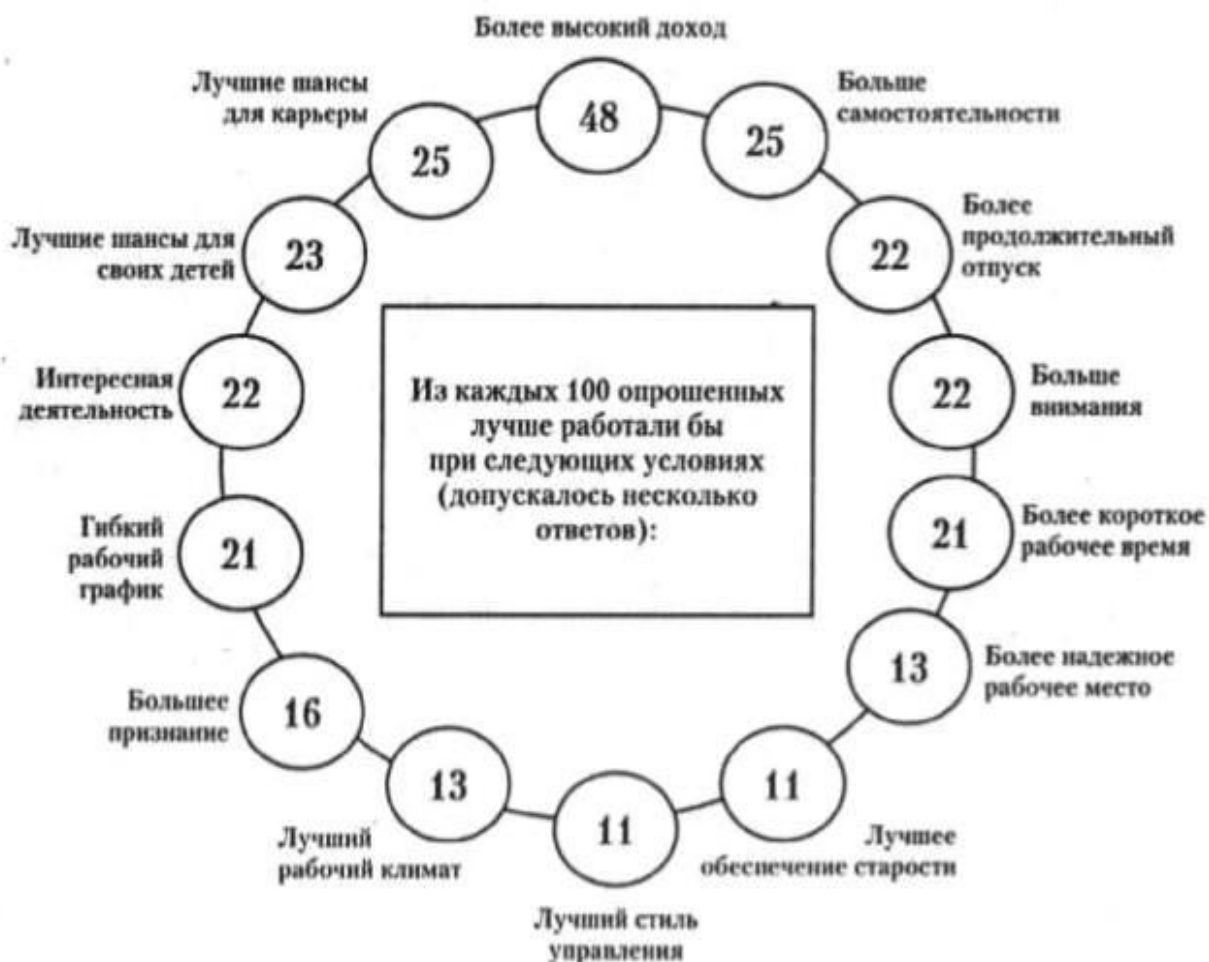 Более высокий доход
48
Больше
самостоятельности
25
Более
продолжительный
отпуск
22
Больше
внимания
22
Более короткое
рабочее время
21
Более надежное
рабочее место
13
Лучшее
обеспечение старости
11
Лучший стиль
управления
11
Лучший
рабочий климат
13
Большее
признание
16
Гибкий
рабочий
график
21
Интересная
деятельность
22
Лучшие шансы для
своих детей
23
Лучшие шансы
для карьеры
25
Из каждых 100 опрошенных
лучше работали бы
при следующих условиях
(допускалось несколько
ответов):